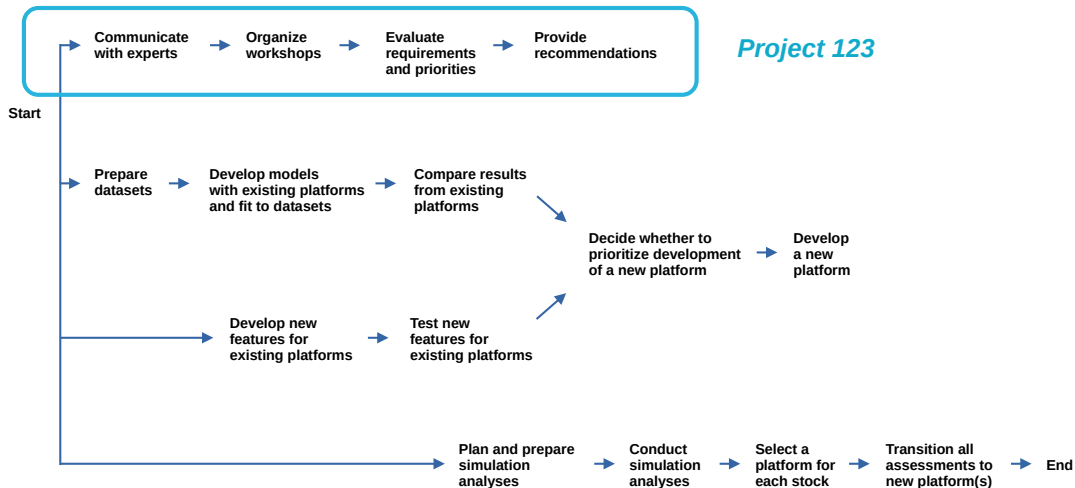 Communicate
with experts
Organize
workshops
Evaluate
requirements
and priorities
Provide
recommendations
Project 123
Start
Prepare
datasets
Develop models
with existing platforms
and fit to datasets
Compare results
from existing
platforms
Decide whether to
prioritize development
of a new platform
Develop
a new
platform
Develop new
features for
existing platforms
Test new
features for
existing platforms
Plan and prepare
simulation
analyses
Conduct
simulation
analyses
Select a
platform for
each stock
Transition all
assessments to
new platform(s)
End